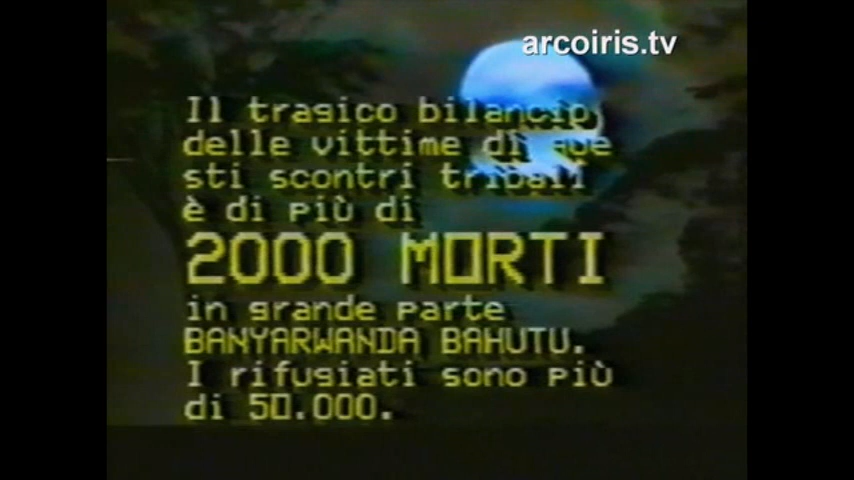 arcoiris.tv
Il tragico bilancio
delle vittime di que
sti scontri tribali
è di più di
2000 MORTI
in grande parte
BANYARWANDA BAHUTU.
I rifugiati sono più
di 50.000.